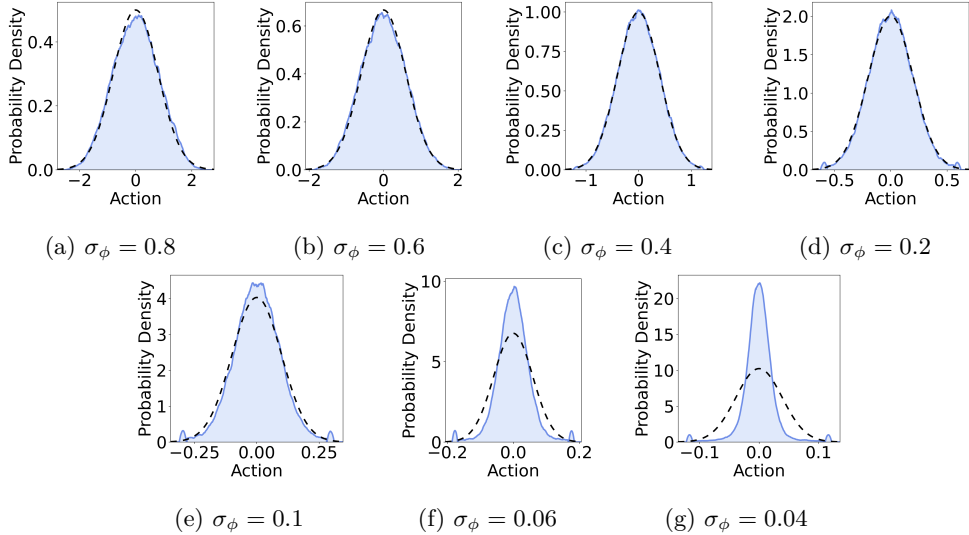 Probability Density
0.4
0.2
0.0
−2 0 2
Action
(a) σ_ϕ = 0.8
Probability Density
0.6
0.4
0.2
0.0
−2 0 2
Action
(b) σ_ϕ = 0.6
Probability Density
1.00
0.75
0.50
0.25
0.00
−1 0 1
Action
(c) σ_ϕ = 0.4
Probability Density
2.0
1.5
1.0
0.5
0.0
−0.5 0.0 0.5
Action
(d) σ_ϕ = 0.2
Probability Density
4
3
2
1
0
−0.25 0.00 0.25
Action
(e) σ_ϕ = 0.1
Probability Density
10
5
0
−0.2 0.0 0.2
Action
(f) σ_ϕ = 0.06
Probability Density
20
15
10
5
0
−0.1 0.0 0.1
Action
(g) σ_ϕ = 0.04